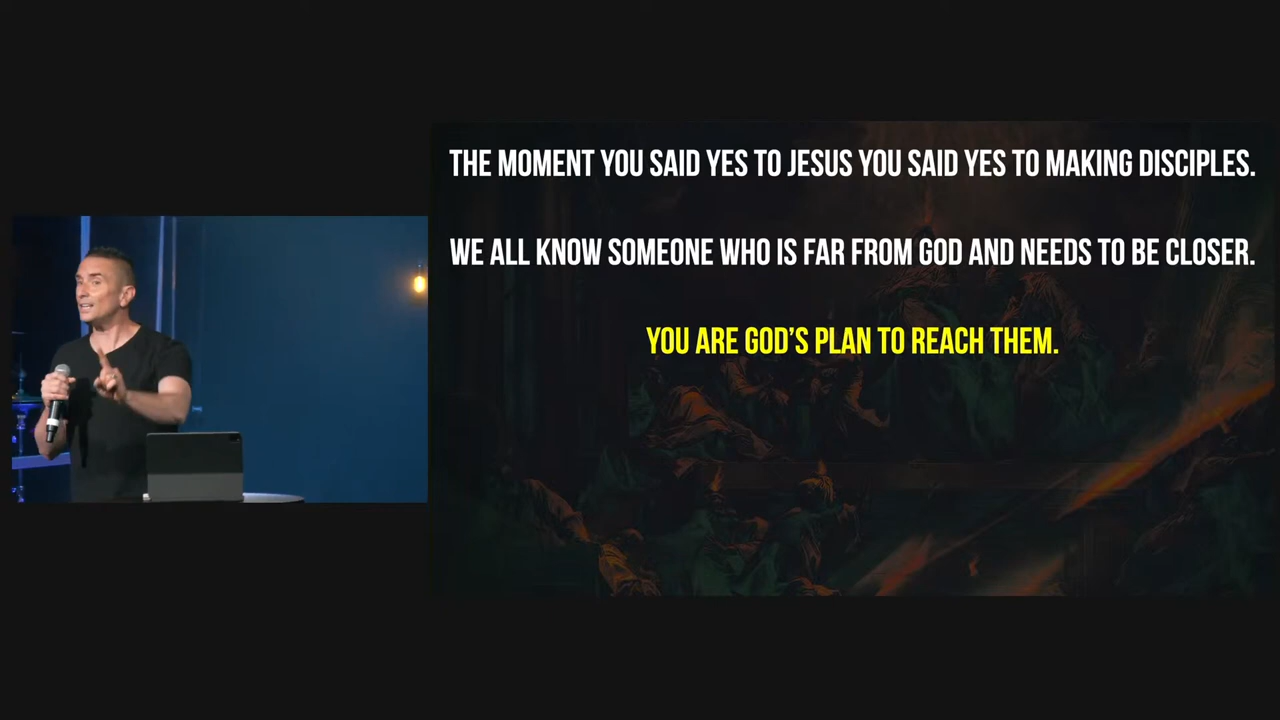 THE MOMENT YOU SAID YES TO JESUS YOU SAID YES TO MAKING DISCIPLES.
WE ALL KNOW SOMEONE WHO IS FAR FROM GOD AND NEEDS TO BE CLOSER.
YOU ARE GOD’S PLAN TO REACH THEM.